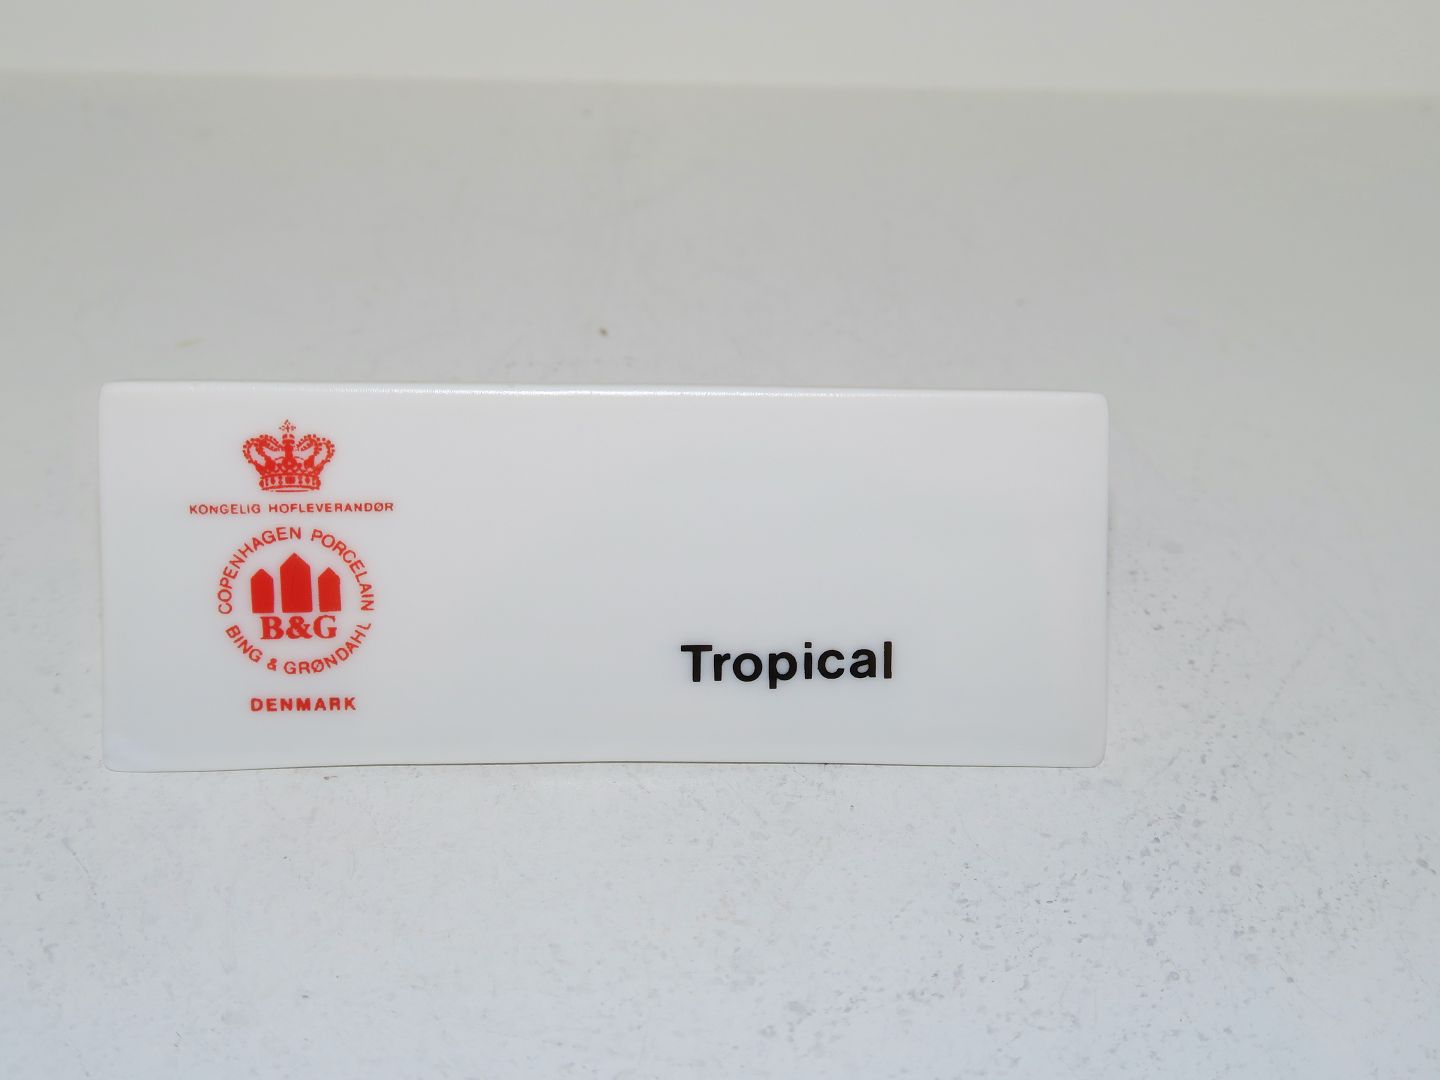 KONGELIG HOFLEVERANDØR
COPENHAGEN PORCELAIN
B&G
BING & GRØNDAHL
DENMARK
Tropical